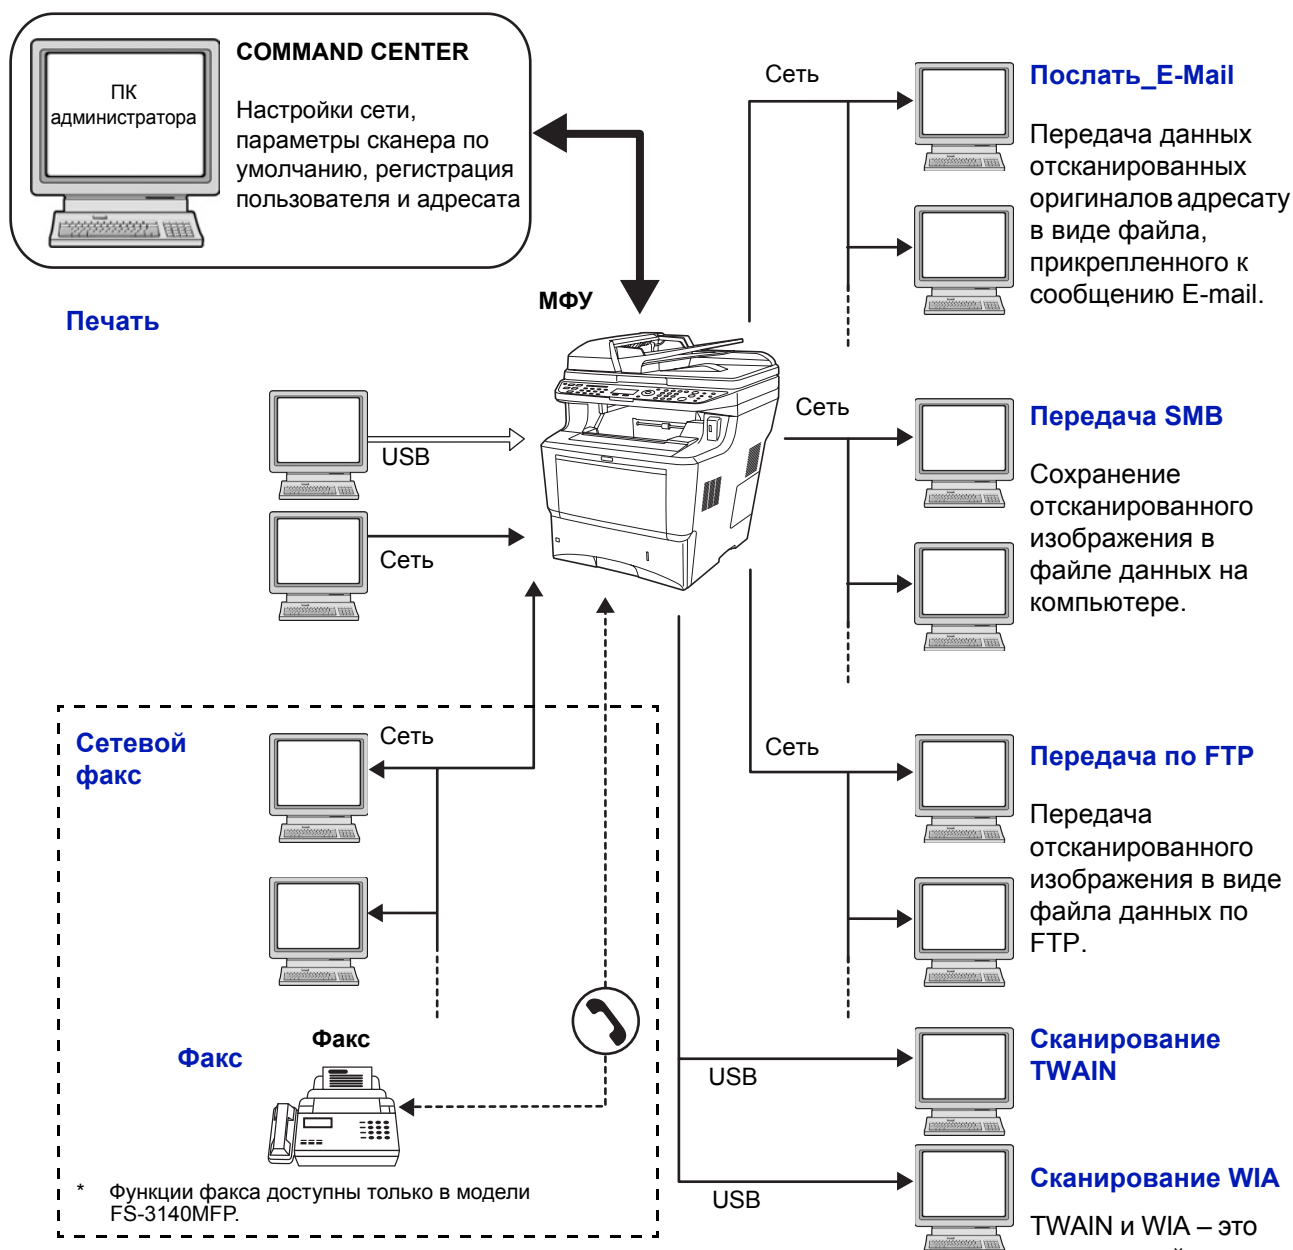 COMMAND CENTER
ПК
администратора
Настройки сети,
параметры сканера по
умолчанию, регистрация
пользователя и адресата
Сеть
Послать_E-Mail
Передача данных
отсканированных
оригиналов адресату
в виде файла,
прикрепленного к
сообщению E-mail.
МФУ
Печать
USB
Сеть
Сеть
Передача SMB
Сохранение
отсканированного
изображения в
файле данных на
компьютере.
Сетевой
факс
Сеть
Сеть
Передача по FTP
Передача
отсканированного
изображения в виде
файла данных по
FTP.
Факс
Факс
USB
Сканирование
TWAIN
* Функции факса доступны только в модели
FS-3140MFP.
USB
Сканирование WIA
TWAIN и WIA – это